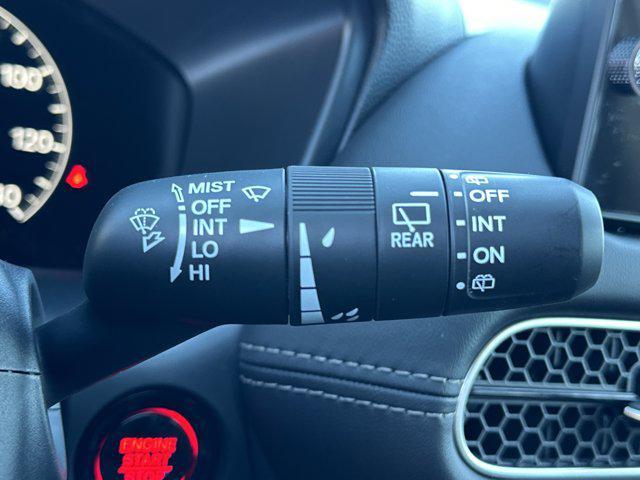 100
120
MIST
OFF
INT
LO
HI
REAR
OFF
INT
ON
ENGINE
START
STOP